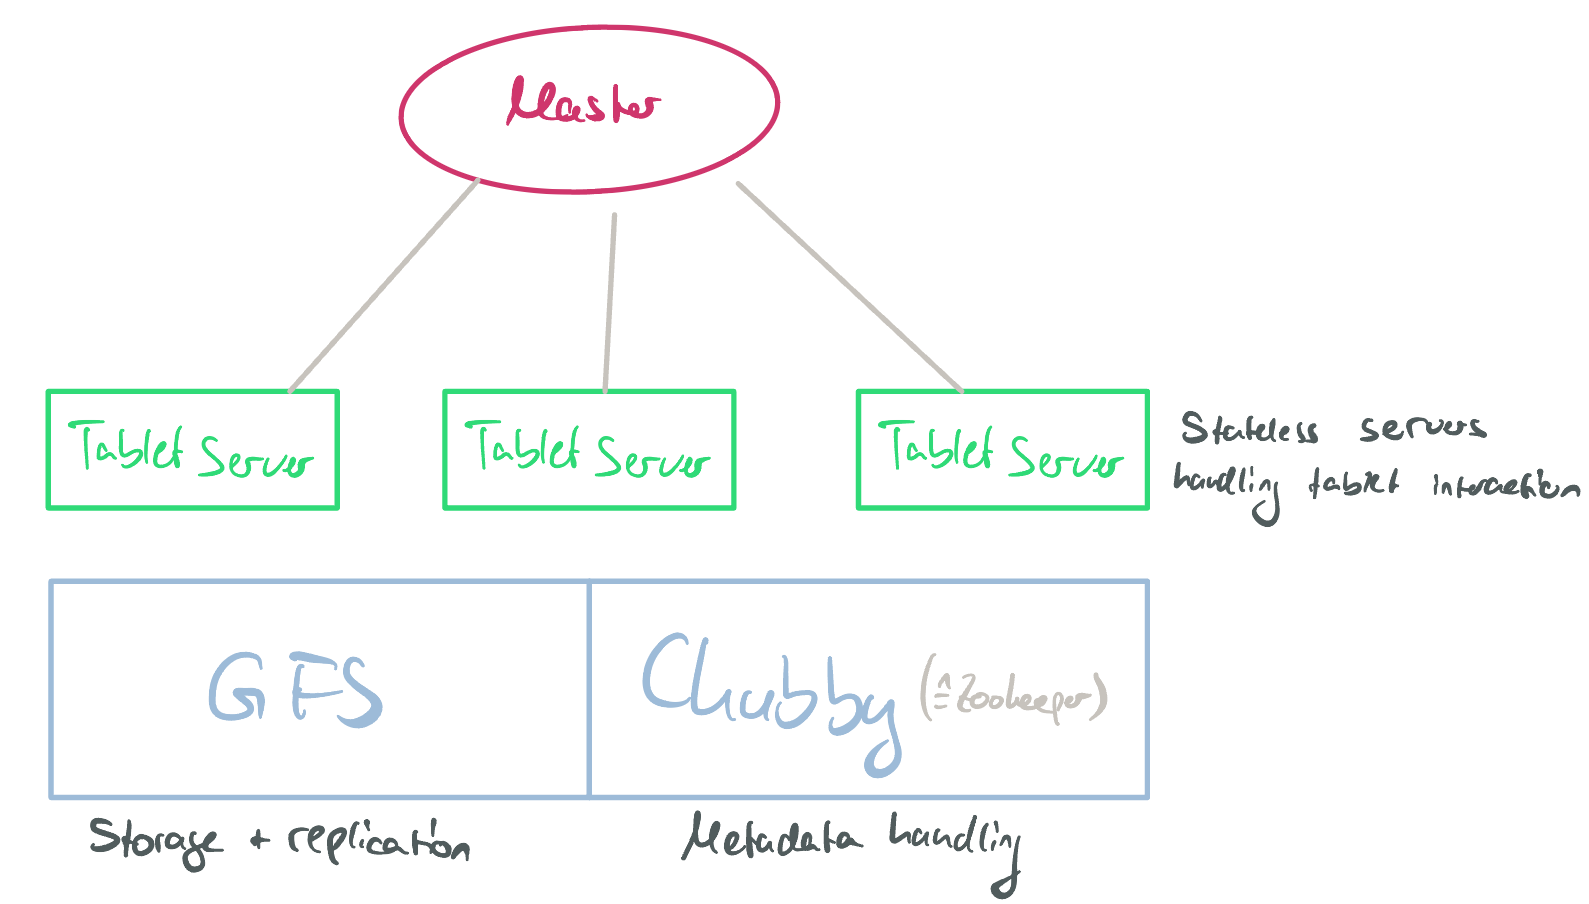 Master
Tablet Server
Tablet Server
Tablet Server
Stateless servers
handling tablet interaction
GFS
Chubby (≙Zookeeper)
Storage + replication
Metadata handling